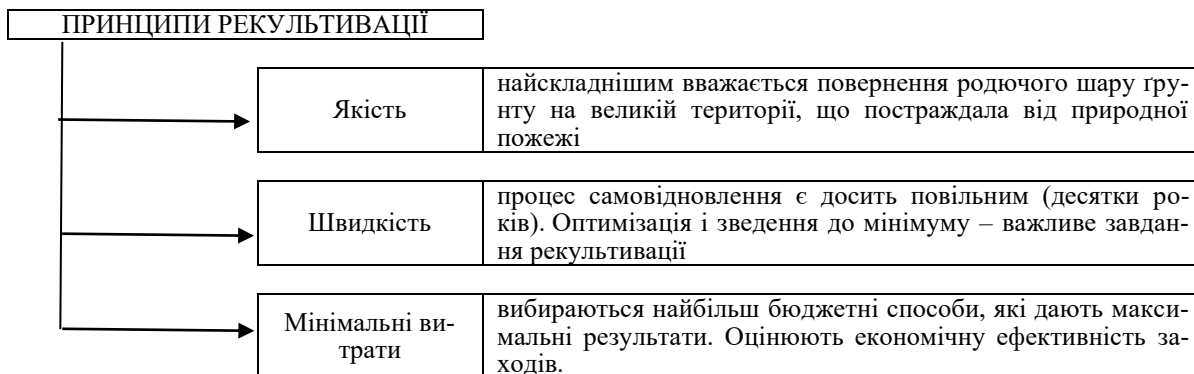 ПРИНЦИПИ РЕКУЛЬТИВАЦІЇ
Якість
найскладнішим вважається повернення родючого шару ґру-
нту на великій території, що постраждала від природної
пожежі
Швидкість
процес самовідновлення є досить повільним (десятки ро-
ків). Оптимізація і зведення до мінімуму – важливе завдан-
ня рекультивації
Мінімальні ви-
трати
вибираються найбільш бюджетні способи, які дають макси-
мальні результати. Оцінюють економічну ефективність за-
ходів.